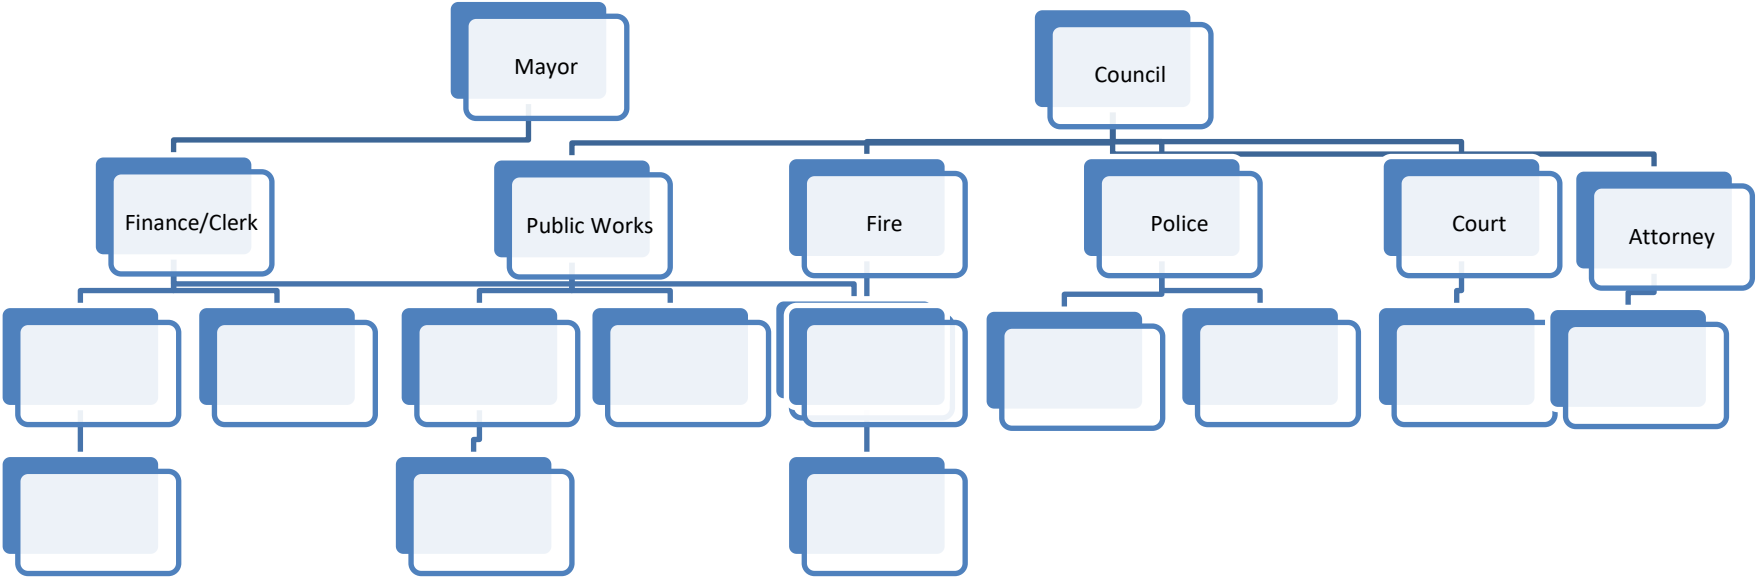 Mayor
Council
Finance/Clerk
Public Works
Fire
Police
Court
Attorney